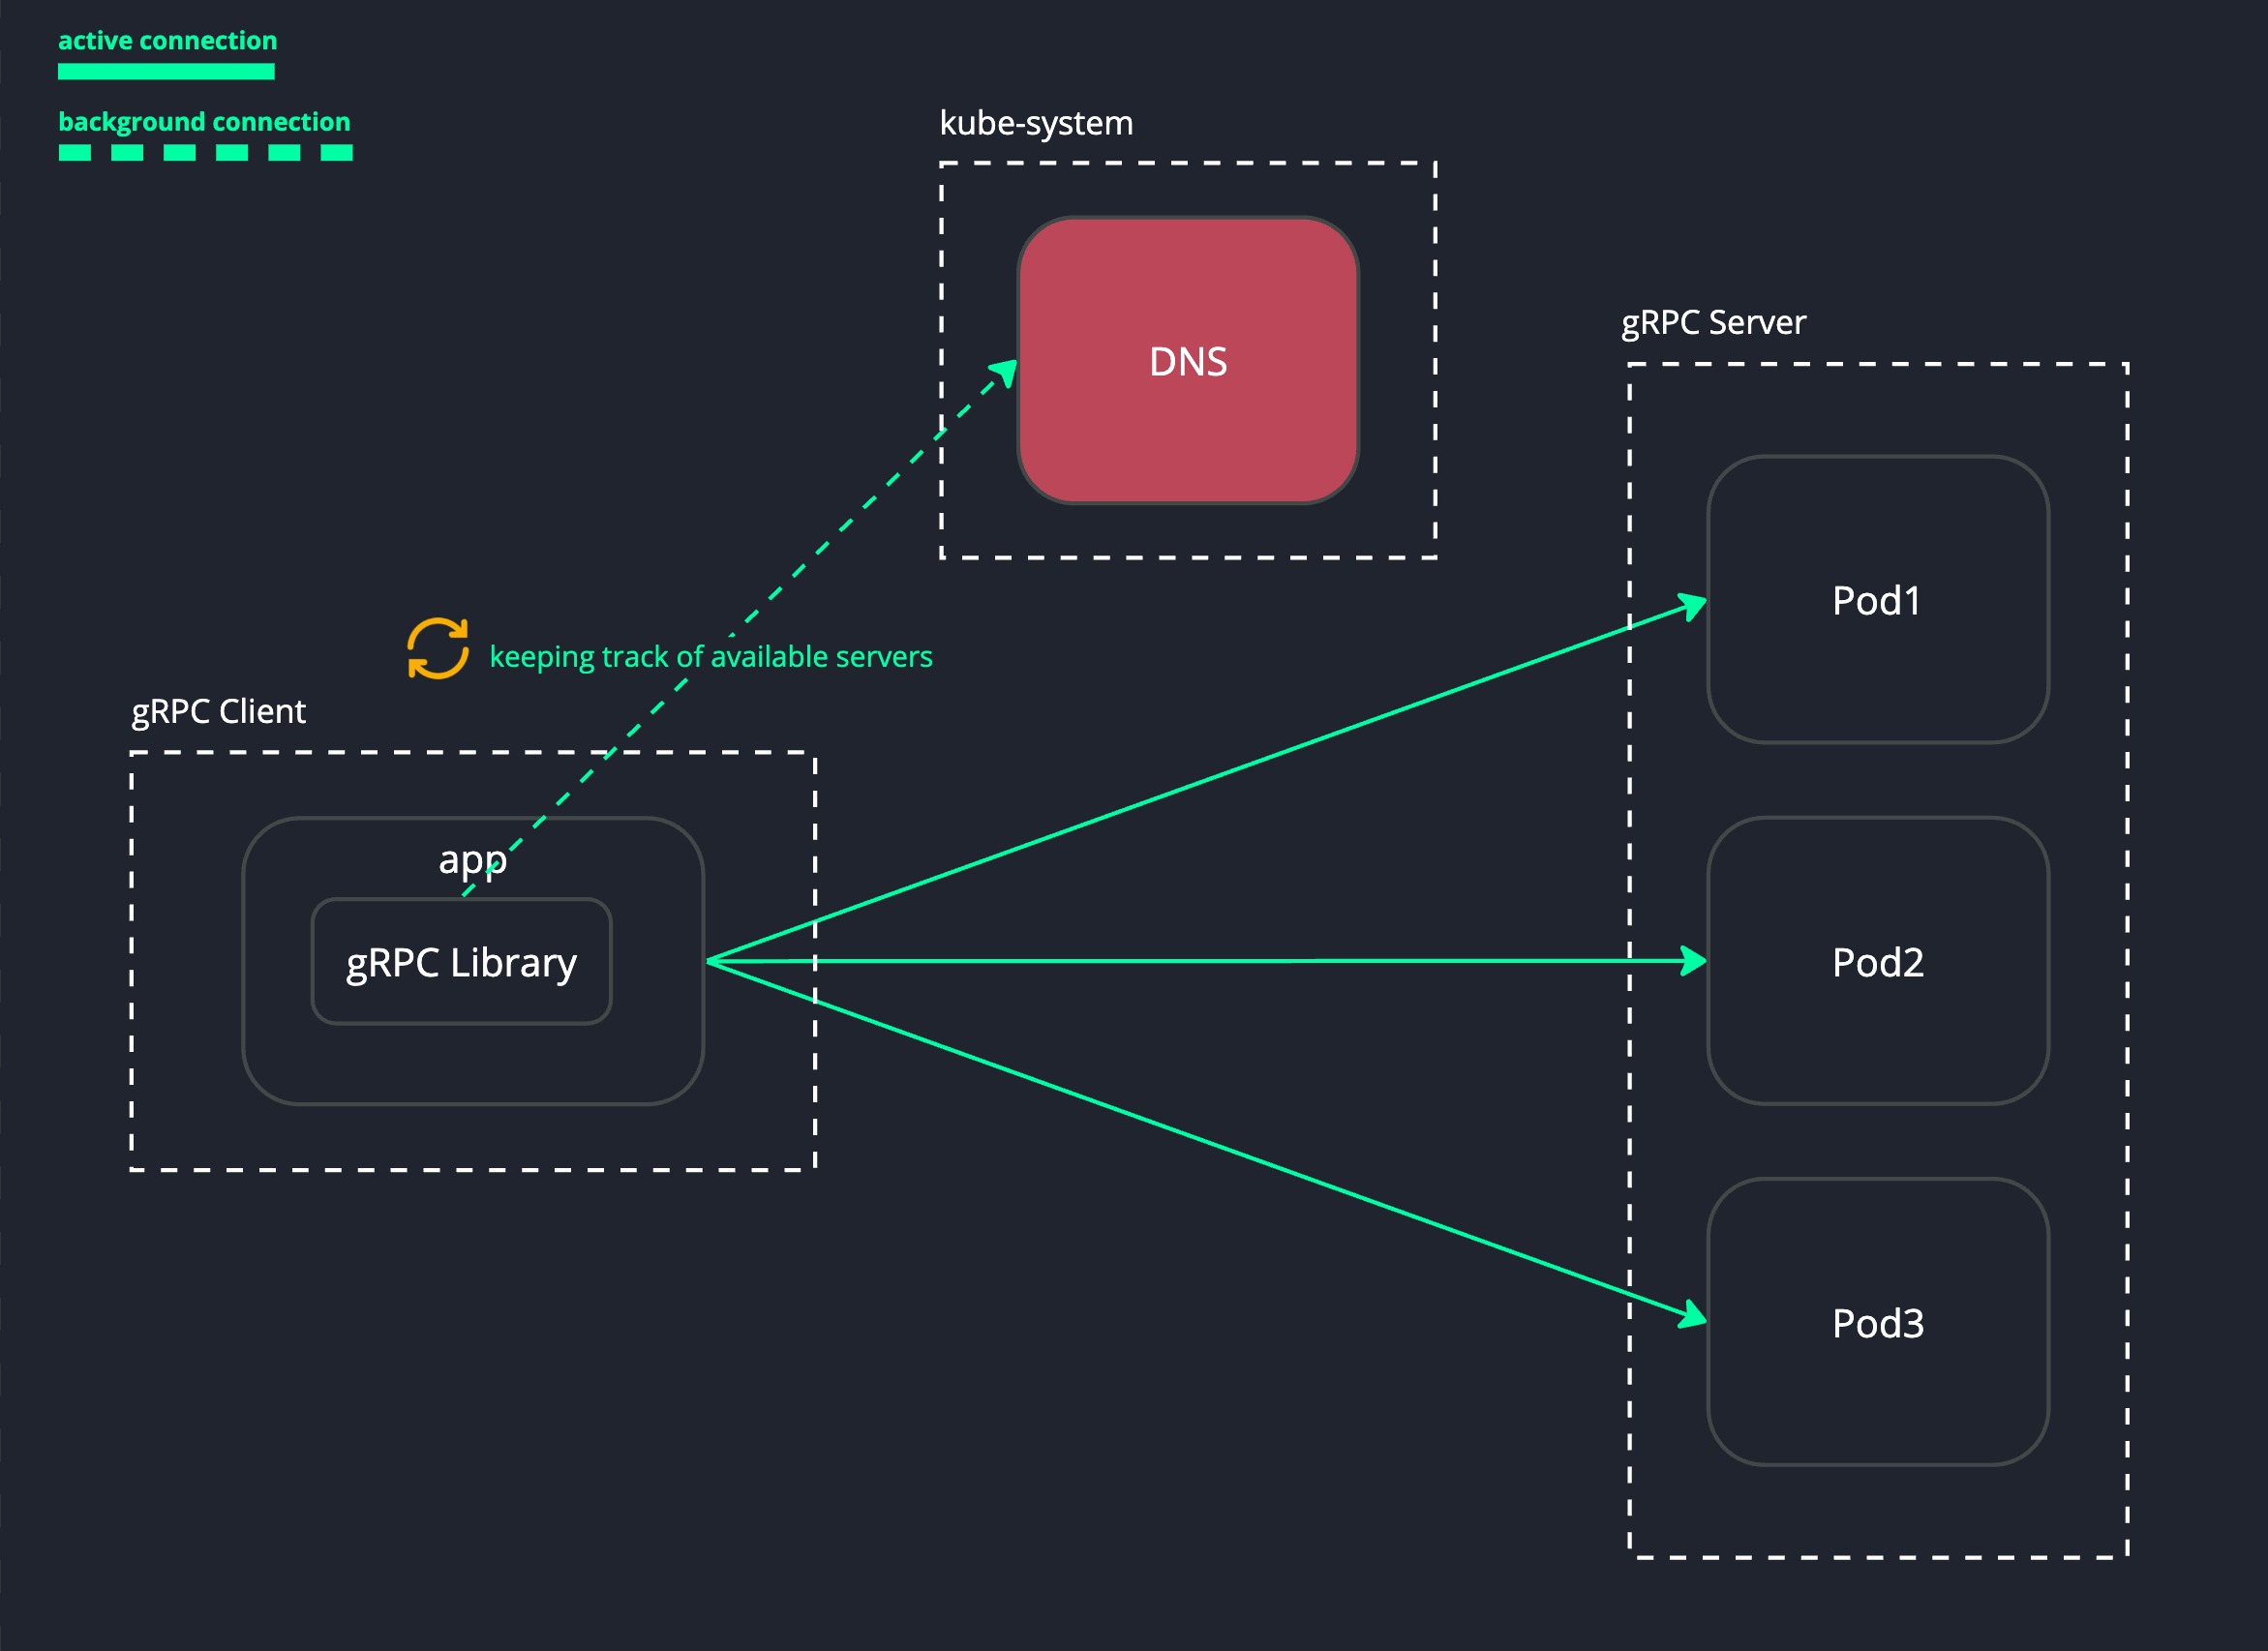 active connection
background connection
kube-system
DNS
gRPC Server
Pod1
keeping track of available servers
gRPC Client
app
gRPC Library
Pod2
Pod3